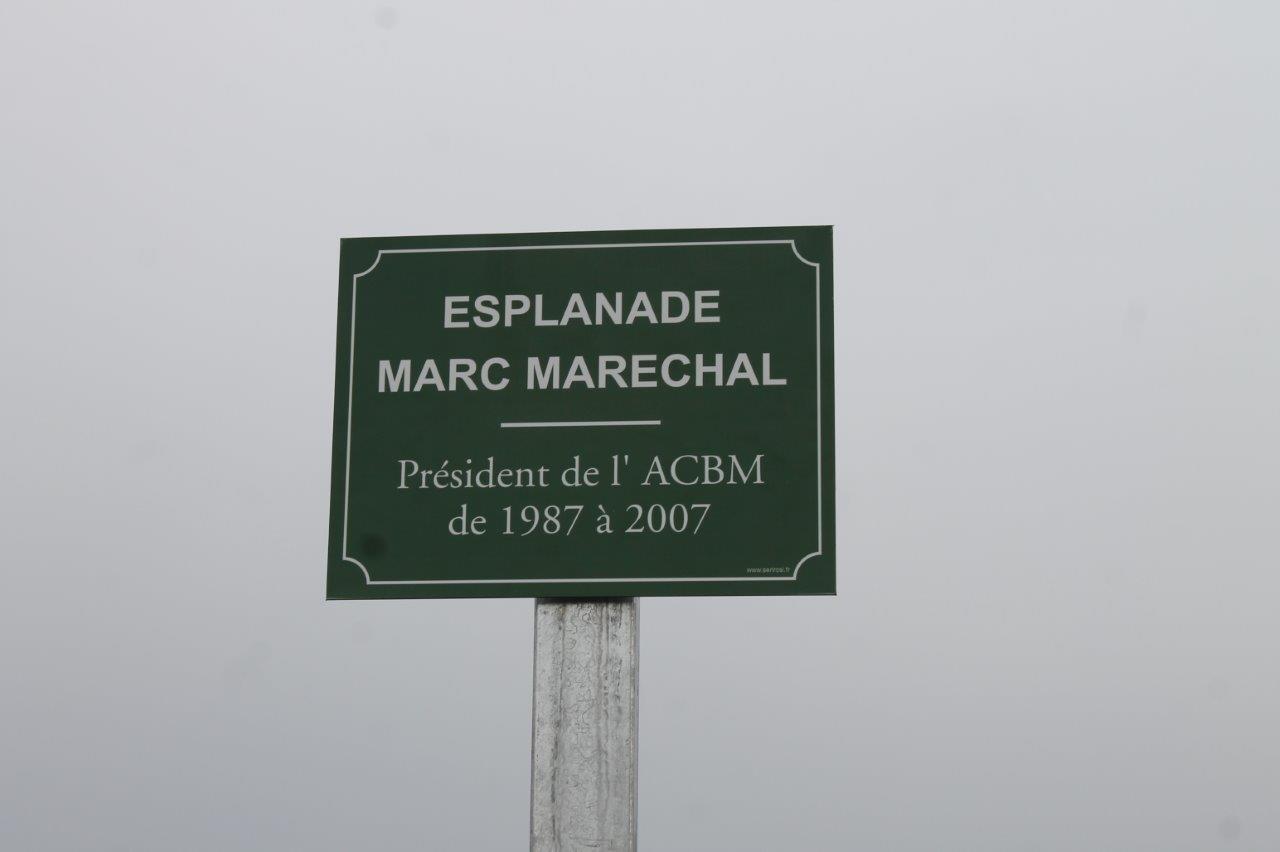 ESPLANADE
MARC MARECHAL
Président de l' ACBM
de 1987 à 2007